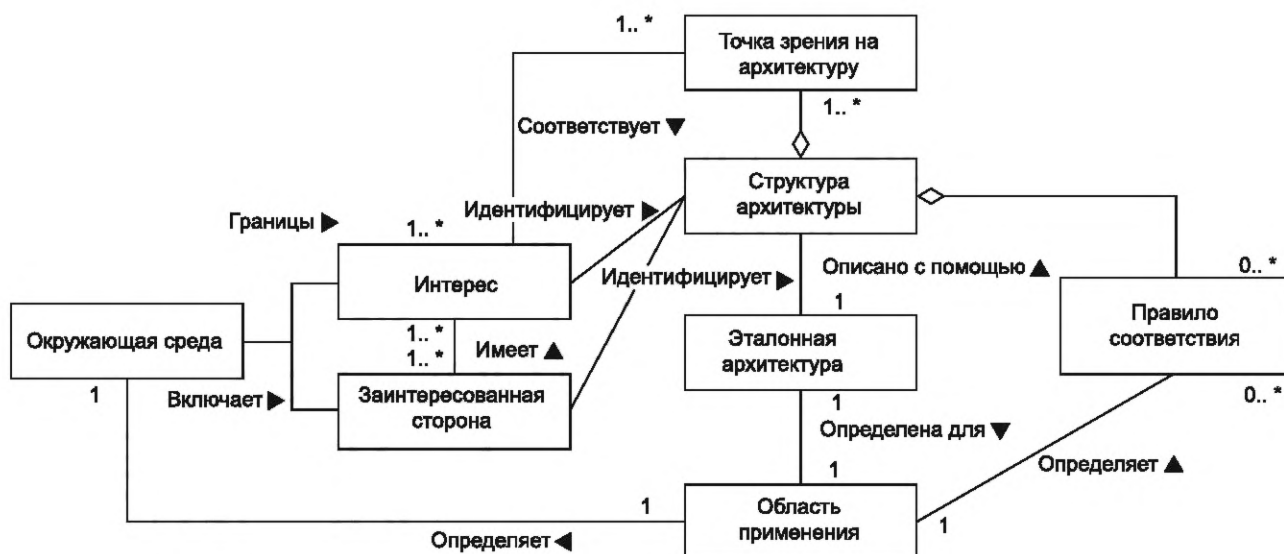 1.. *
Точка зрения на
архитектуру
1.. *
Соответствует ▼
Структура
архитектуры
Идентифицирует ▶
Границы ▶
1.. *
Интерес
Идентифицирует ▶
Описано с помощью ▲
0.. *
1
Правило
соответствия
Окружающая среда
1.. *
1.. *
Имеет ▲
Эталонная
архитектура
1
Включает ▶
Заинтересованная
сторона
1
0.. *
Определена для ▼
1
Определяет ▲
1
Область
применения
1
Определяет ◀